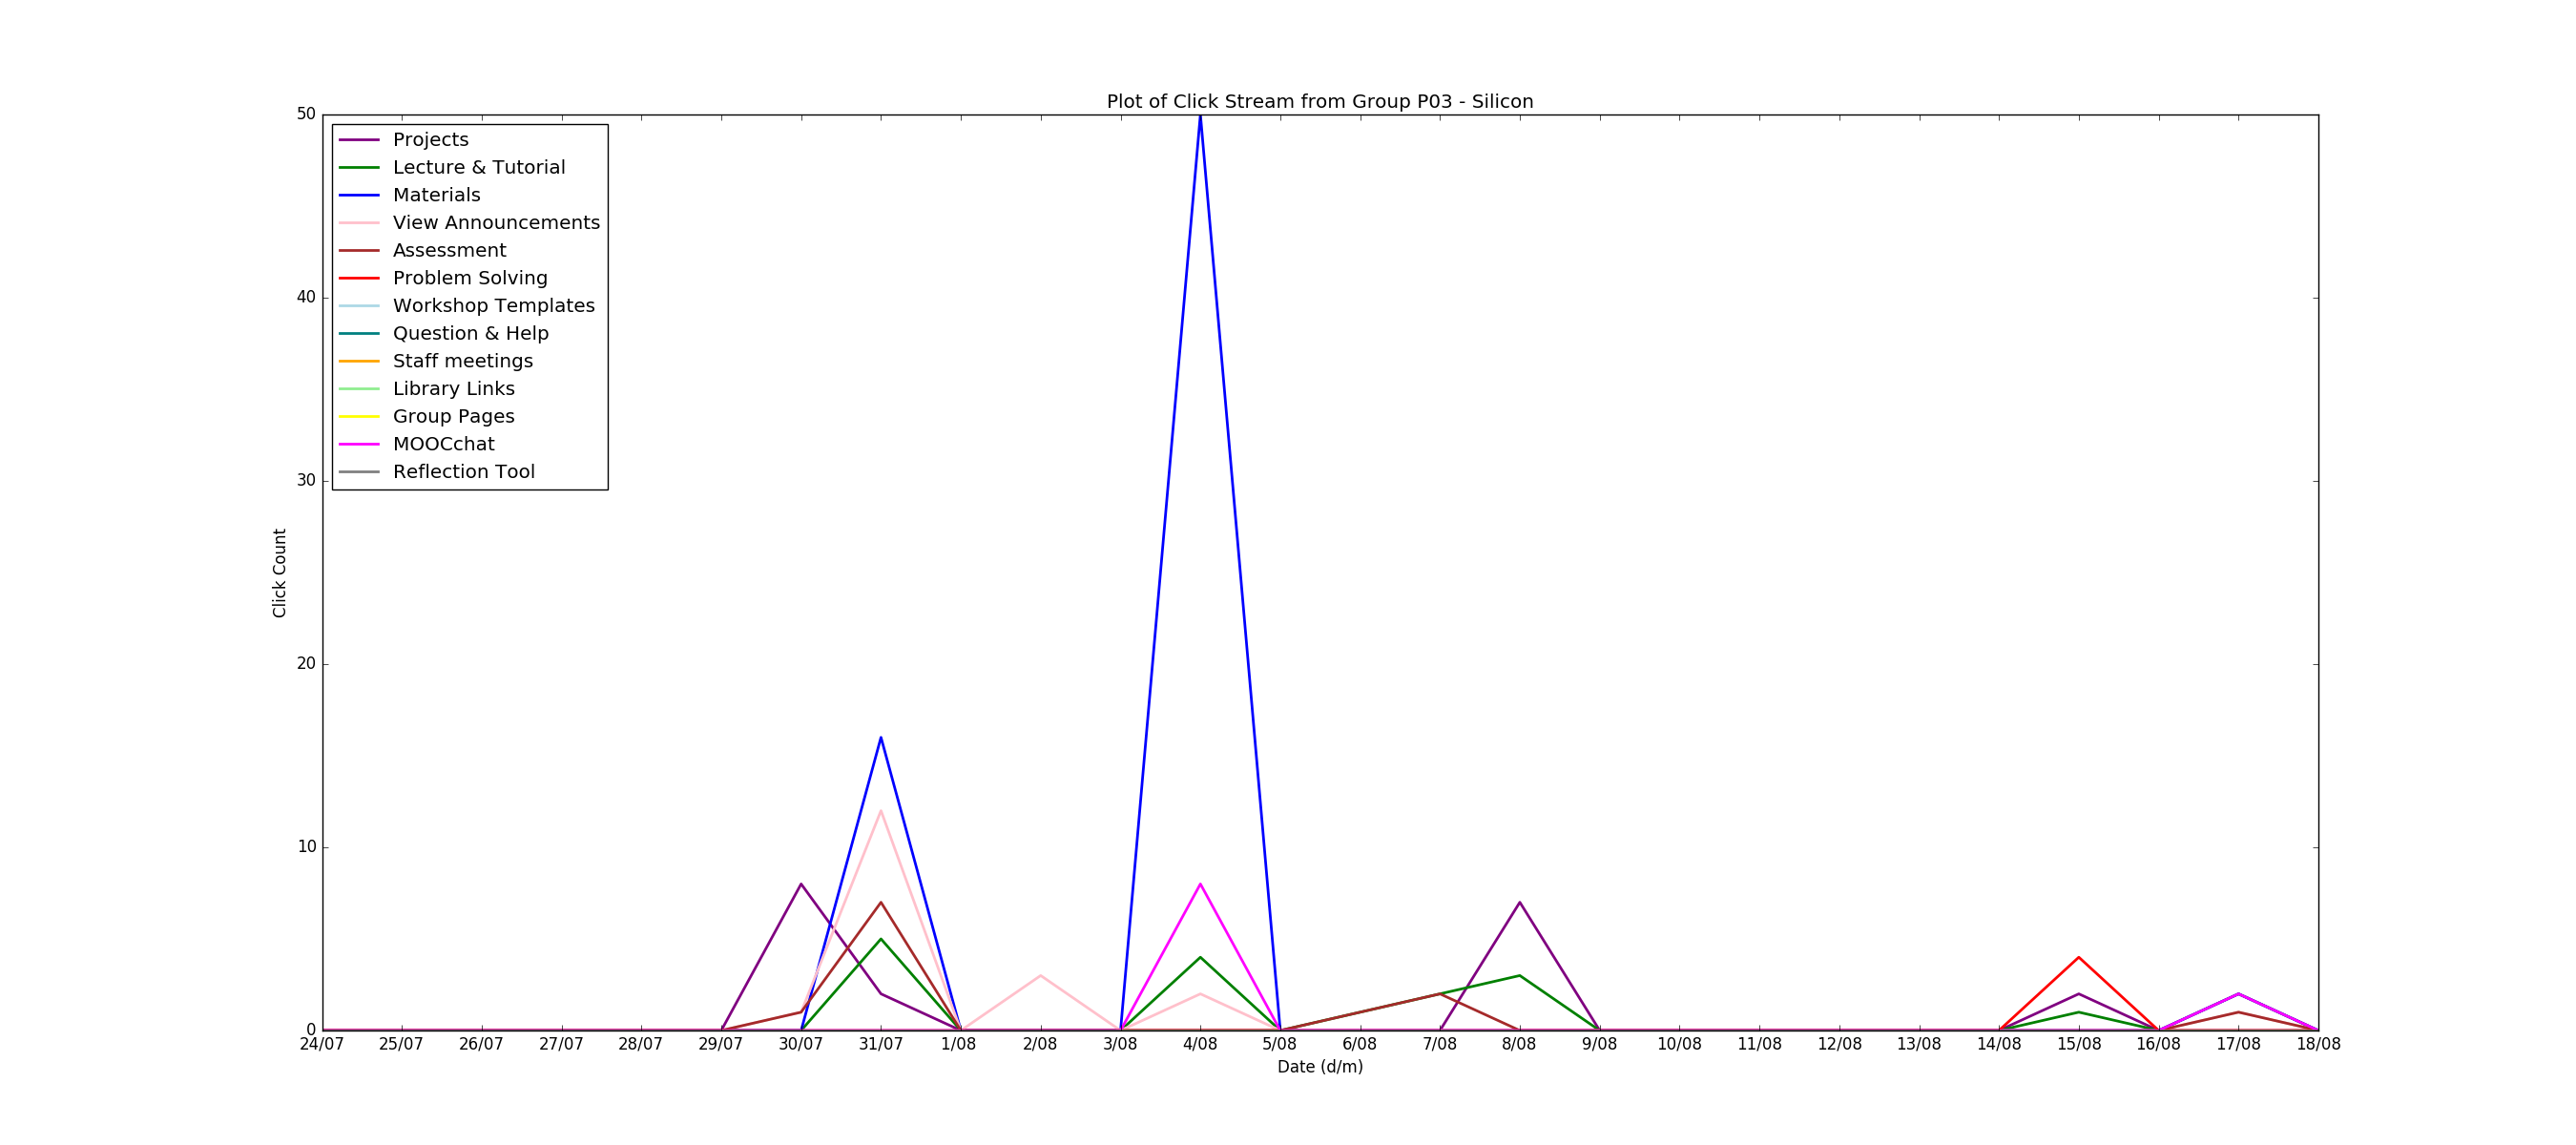 Plot of Click Stream from Group P03 - Silicon
50
40
30
20
10
0
Click Count
Projects
Lecture & Tutorial
Materials
View Announcements
Assessment
Problem Solving
Workshop Templates
Question & Help
Staff meetings
Library Links
Group Pages
MOOCchat
Reflection Tool
24/07 25/07 26/07 27/07 28/07 29/07 30/07 31/07 1/08 2/08 3/08 4/08 5/08 6/08 7/08 8/08 9/08 10/08 11/08 12/08 13/08 14/08 15/08 16/08 17/08 18/08
Date (d/m)